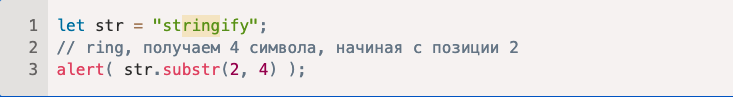 1 let str = "stringify";
2 // ring, получаем 4 символа, начиная с позиции 2
3 alert( str.substr(2, 4) );